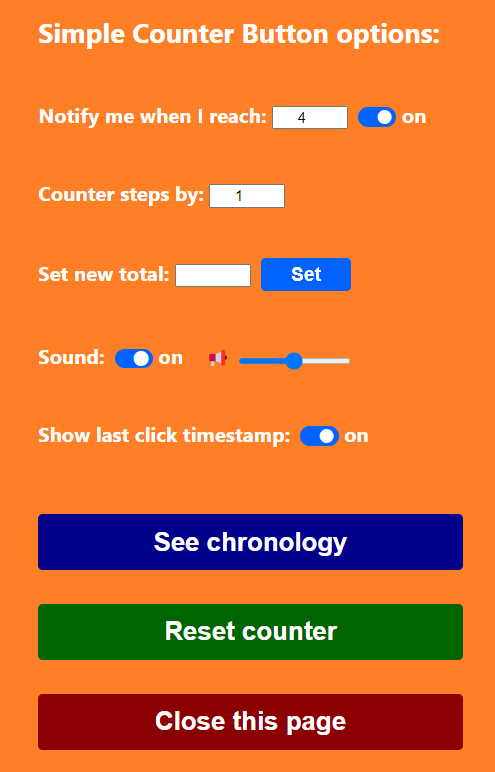 Simple Counter Button options:
Notify me when I reach: 4 on
Counter steps by: 1
Set new total: Set
Sound: on
Show last click timestamp: on
See chronology
Reset counter
Close this page